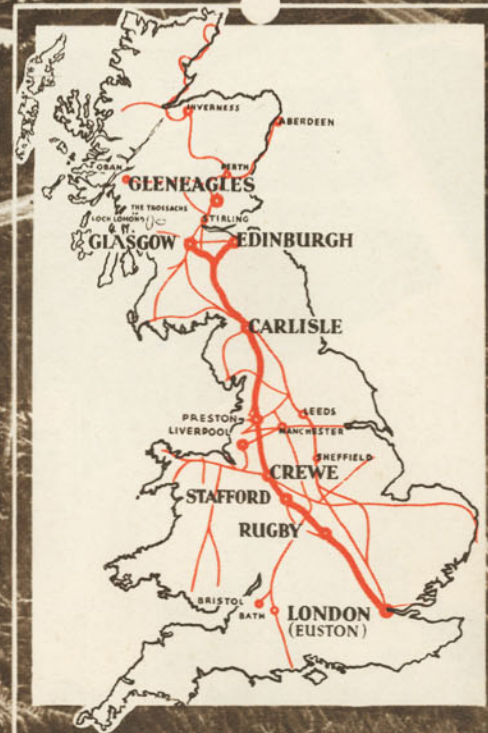 INVERNESS
ABERDEEN
OBAN
PERTH
GLENEAGLES
THE TROSSACHS
LOCH LOMOND
STIRLING
GLASGOW
EDINBURGH
CARLISLE
PRESTON
LEEDS
LIVERPOOL
MANCHESTER
SHEFFIELD
CREWE
STAFFORD
RUGBY
BRISTOL
BATH
LONDON
(EUSTON)